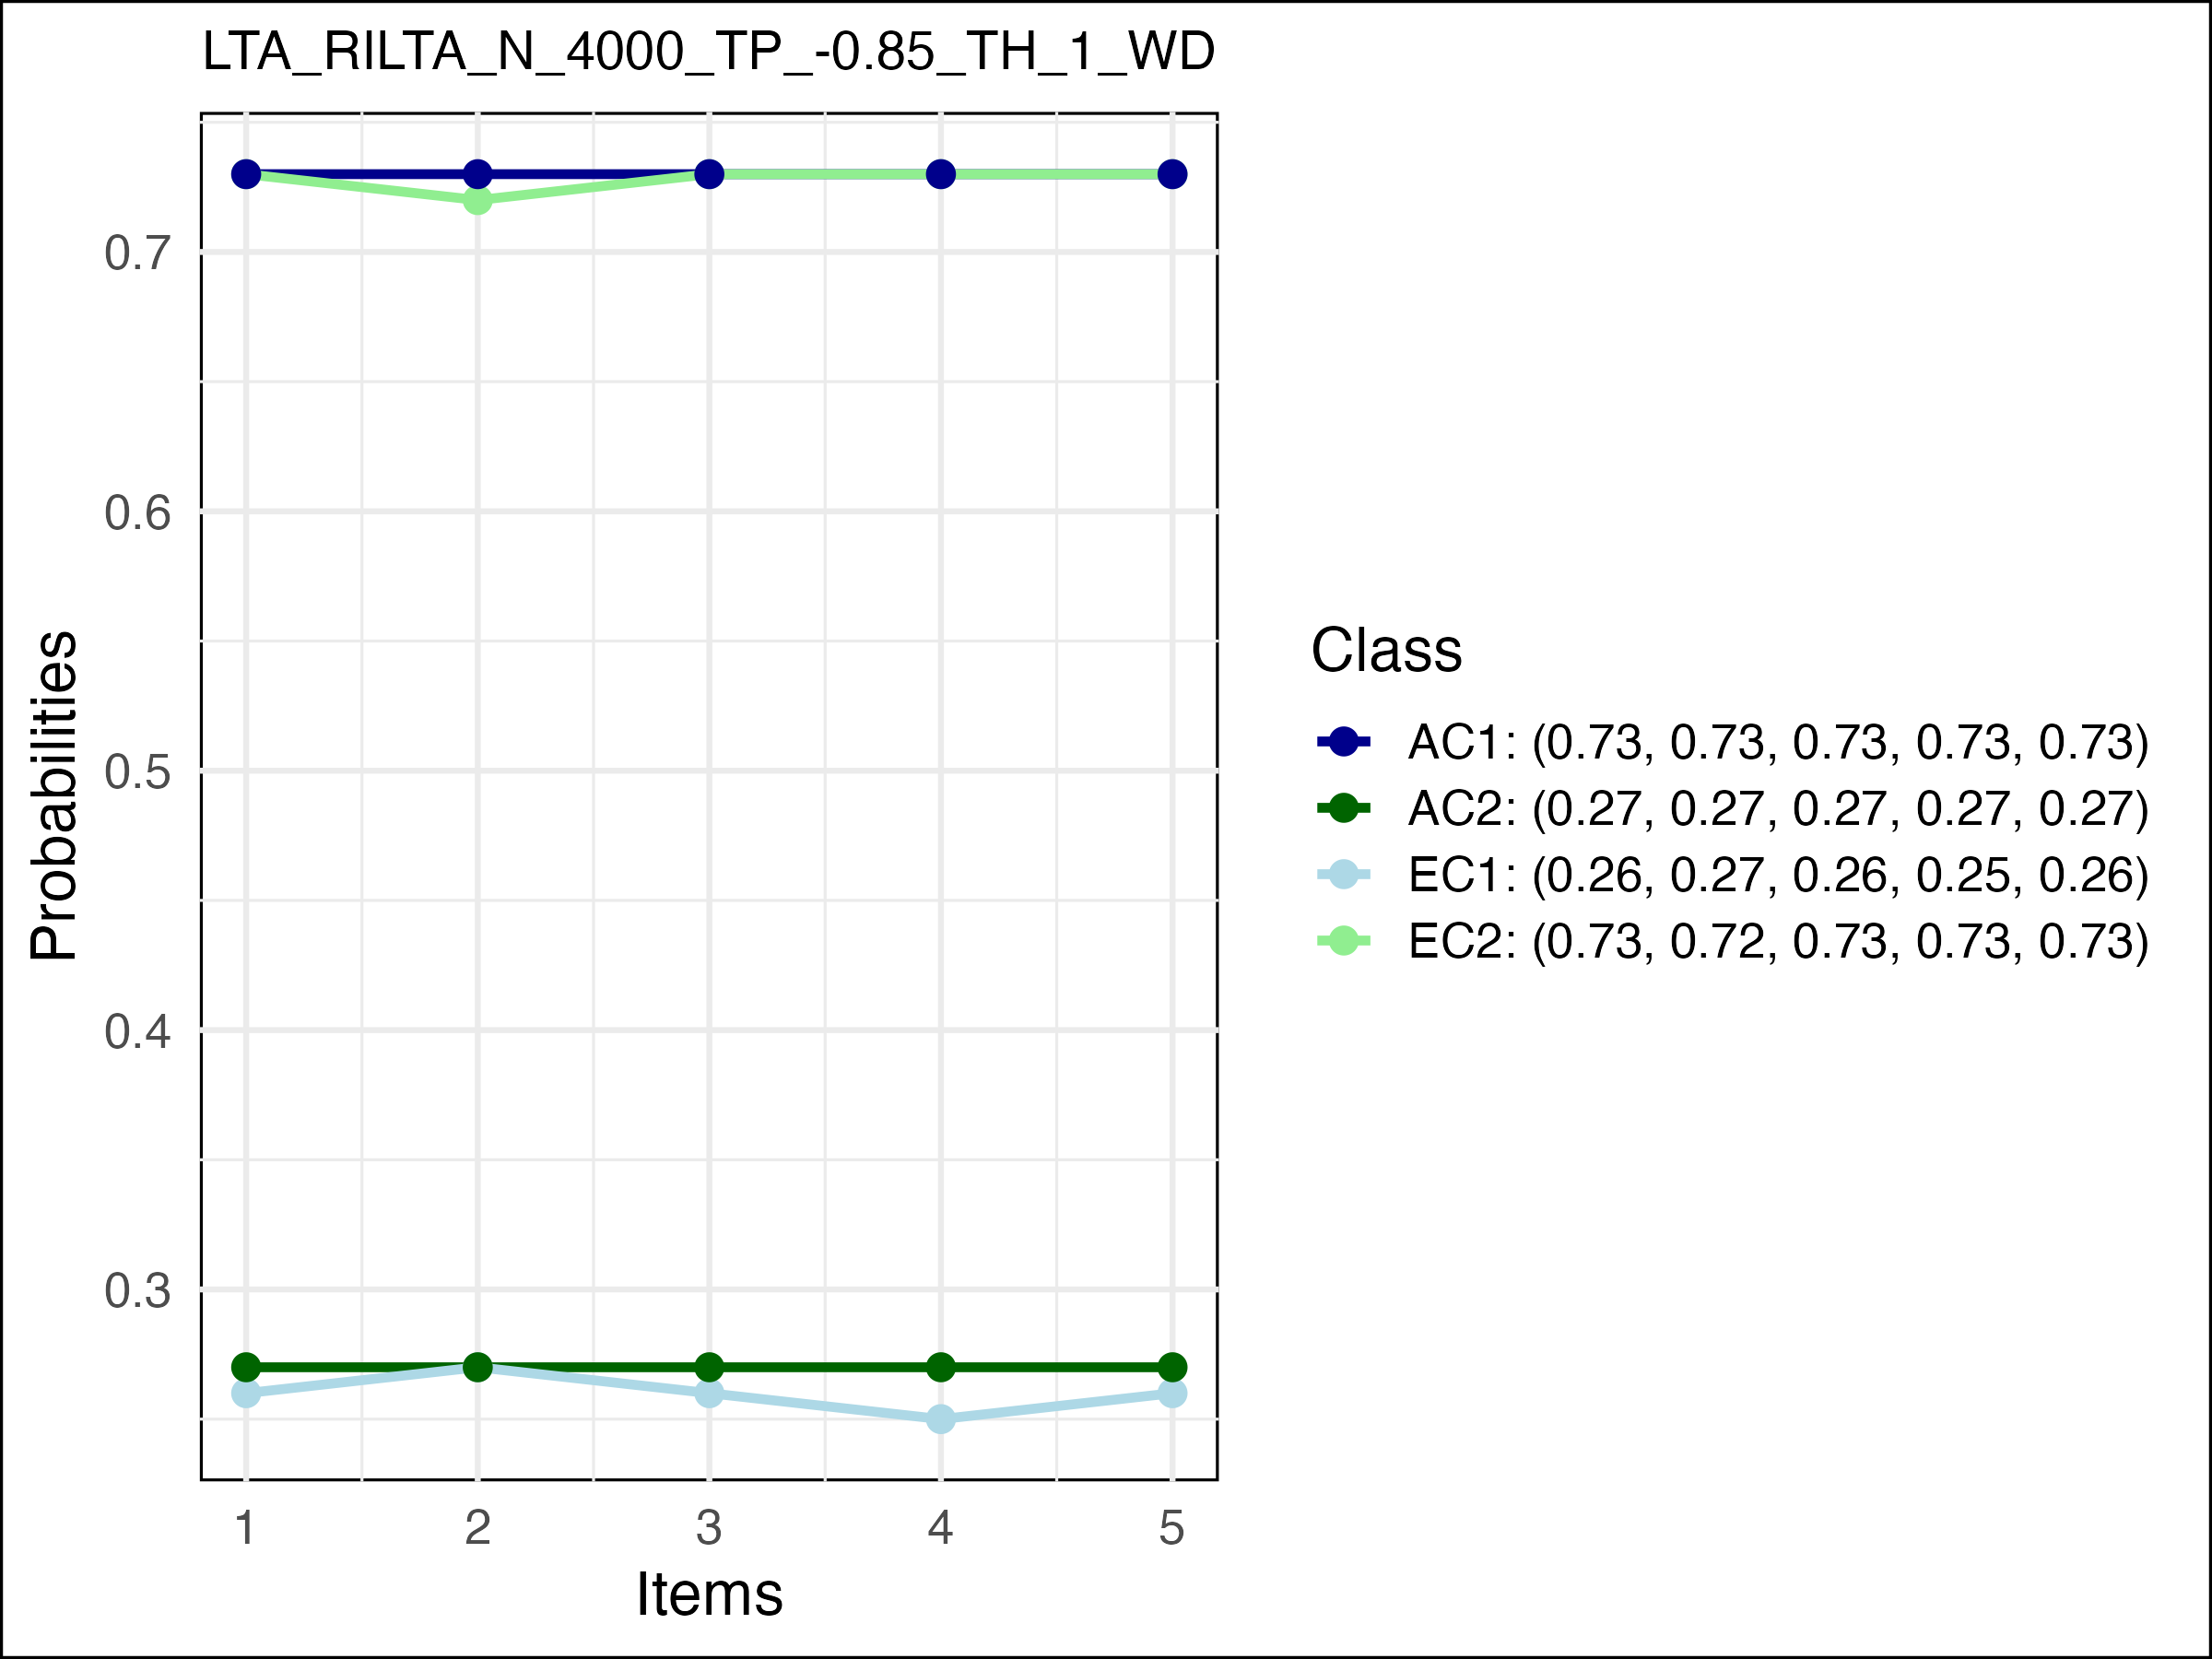 LTA_RILTA_N_4000_TP_-0.85_TH_1_WD
Probabilities
0.7
0.6
0.5
0.4
0.3
1 2 3 4 5
Items
Class
AC1: (0.73, 0.73, 0.73, 0.73, 0.73)
AC2: (0.27, 0.27, 0.27, 0.27, 0.27)
EC1: (0.26, 0.27, 0.26, 0.25, 0.26)
EC2: (0.73, 0.72, 0.73, 0.73, 0.73)